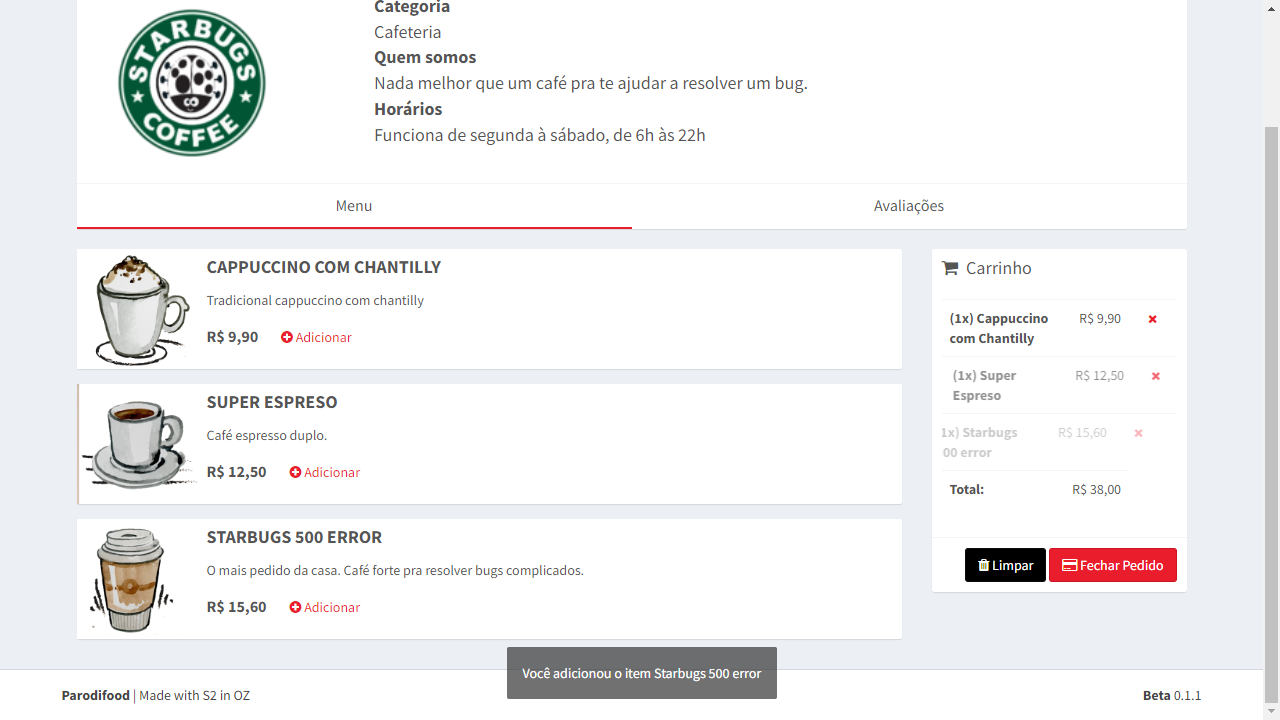 STARBUGS
COFFEE
Categoria
Cafeteria
Quem somos
Nada melhor que um café pra te ajudar a resolver um bug.
Horários
Funciona de segunda à sábado, de 6h às 22h
Menu
Avaliações
CAPPUCCINO COM CHANTILLY
Tradicional cappuccino com chantilly
R$ 9,90 Adicionar
SUPER ESPRESO
Café espresso duplo.
R$ 12,50 Adicionar
STARBUGS 500 ERROR
O mais pedido da casa. Café forte pra resolver bugs complicados.
R$ 15,60 Adicionar
Carrinho
(1x) Cappuccino R$ 9,90
com Chantilly
(1x) Super R$ 12,50
Espreso
1x) Starbugs R$ 15,60
00 error
Total: R$ 38,00
Limpar Fechar Pedido
Você adicionou o item Starbugs 500 error
Parodifood | Made with S2 in OZ
Beta 0.1.1